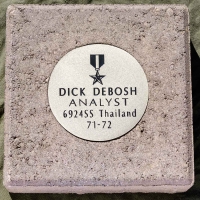 DICK DEBOSH
ANALYST
6924SS Thailand
71-72